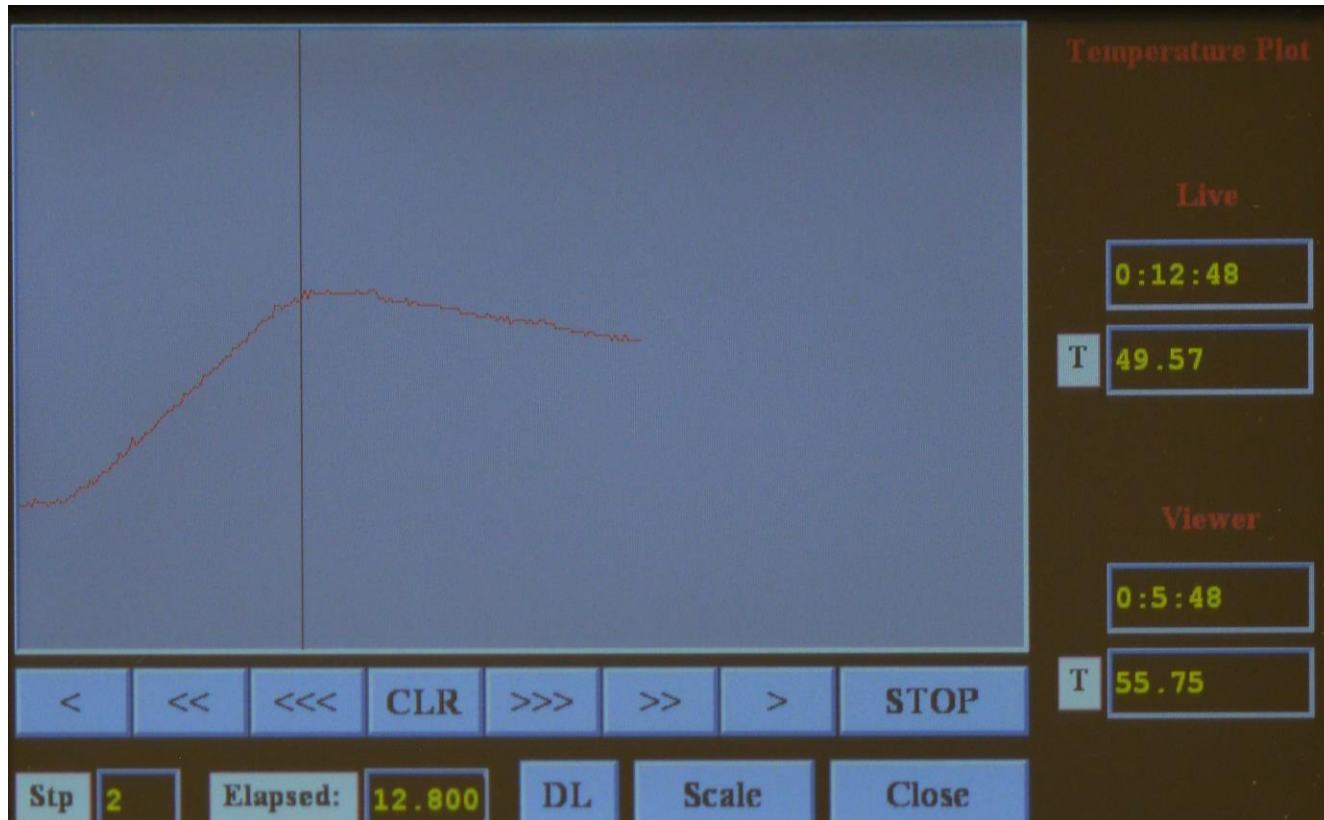 Temperature Plot
Live
0:12:48
T 49.57
Viewer
0:5:48
T 55.75
< << <<< CLR >>> >> > STOP
Stp 2 Elapsed: 12.800 DL Scale Close